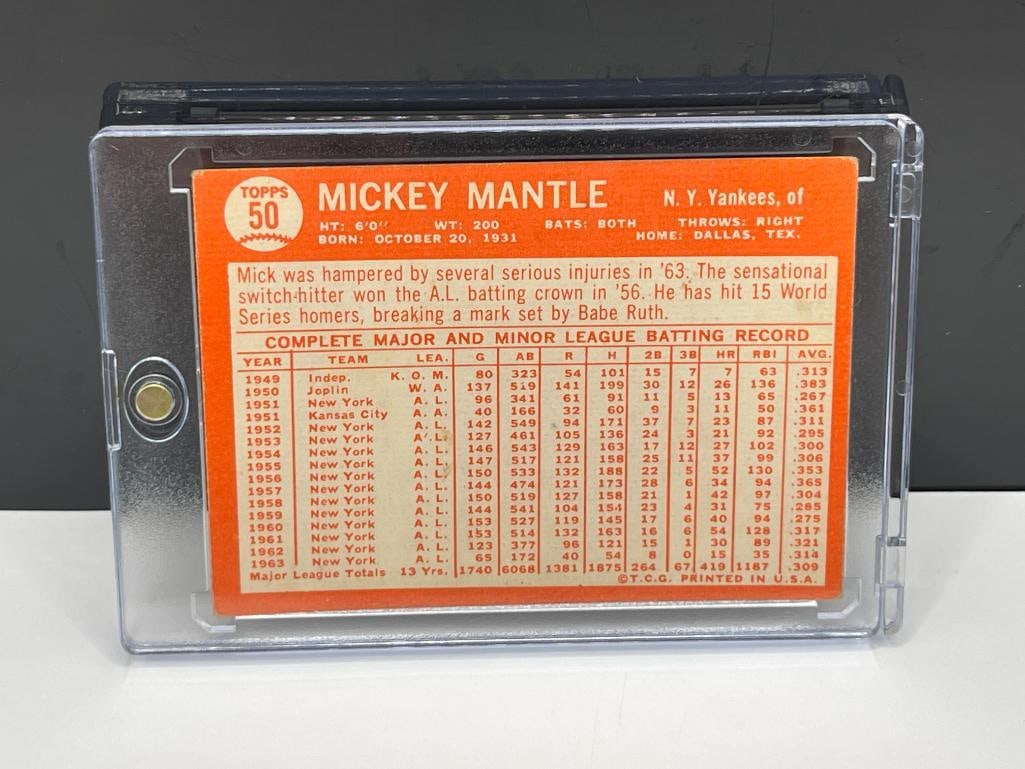 TOPPS
50
MICKEY MANTLE
N. Y. Yankees, of
HT: 6'0" WT: 200 BATS: BOTH THROWS: RIGHT
BORN: OCTOBER 20, 1931 HOME: DALLAS, TEX.
Mick was hampered by several serious injuries in '63. The sensational
switch-hitter won the A.L. batting crown in '56. He has hit 15 World
Series homers, breaking a mark set by Babe Ruth.
COMPLETE MAJOR AND MINOR LEAGUE BATTING RECORD
YEAR TEAM LEA. G AB R H 2B 3B HR RBI AVG.
1949 Indep. K. O. M. 80 323 54 101 15 7 7 63 .313
1950 Joplin W. A. 137 519 141 199 30 12 26 136 .383
1951 New York A. L. 96 341 61 91 11 5 13 65 .267
1951 Kansas City A. A. 40 166 32 60 9 3 11 50 .361
1952 New York A. L. 142 549 94 171 37 7 23 87 .311
1953 New York A. L. 127 461 105 136 24 3 21 92 .295
1954 New York A. L. 146 543 129 163 17 12 27 102 .300
1955 New York A. L. 147 517 121 158 25 11 37 99 .306
1956 New York A. L. 150 533 132 188 22 5 52 130 .353
1957 New York A. L. 144 474 121 173 28 6 34 94 .365
1958 New York A. L. 150 519 127 158 21 1 42 97 .304
1959 New York A. L. 144 541 104 154 23 4 31 75 .285
1960 New York A. L. 153 527 119 145 17 6 40 94 .275
1961 New York A. L. 153 514 132 163 16 6 54 128 .317
1962 New York A. L. 123 377 96 121 15 1 30 89 .321
1963 New York A. L. 65 172 40 54 8 0 15 35 .314
Major League Totals 13 Yrs. 1740 6068 1381 1875 264 67 419 1187 .309
©T.C.G. PRINTED IN U.S.A.